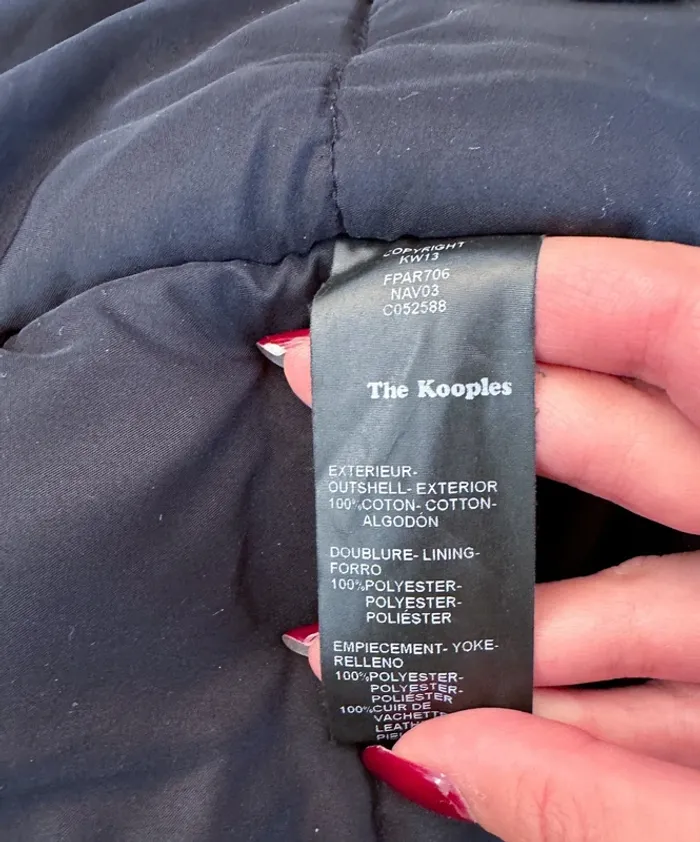 COPYRIGHT
KW13
FPAR706
NAV03
C052588
The Kooples
EXTERIEUR-
OUTSHELL- EXTERIOR
100%COTON- COTTON-
ALGODÓN
DOUBLURE- LINING-
FORRO
100%POLYESTER-
POLYESTER-
POLIÉSTER
EMPIECEMENT- YOKE-
RELLENO
100%POLYESTER-
POLYESTER-
POLIÉSTER
100%CUIR DE
VACHETTE